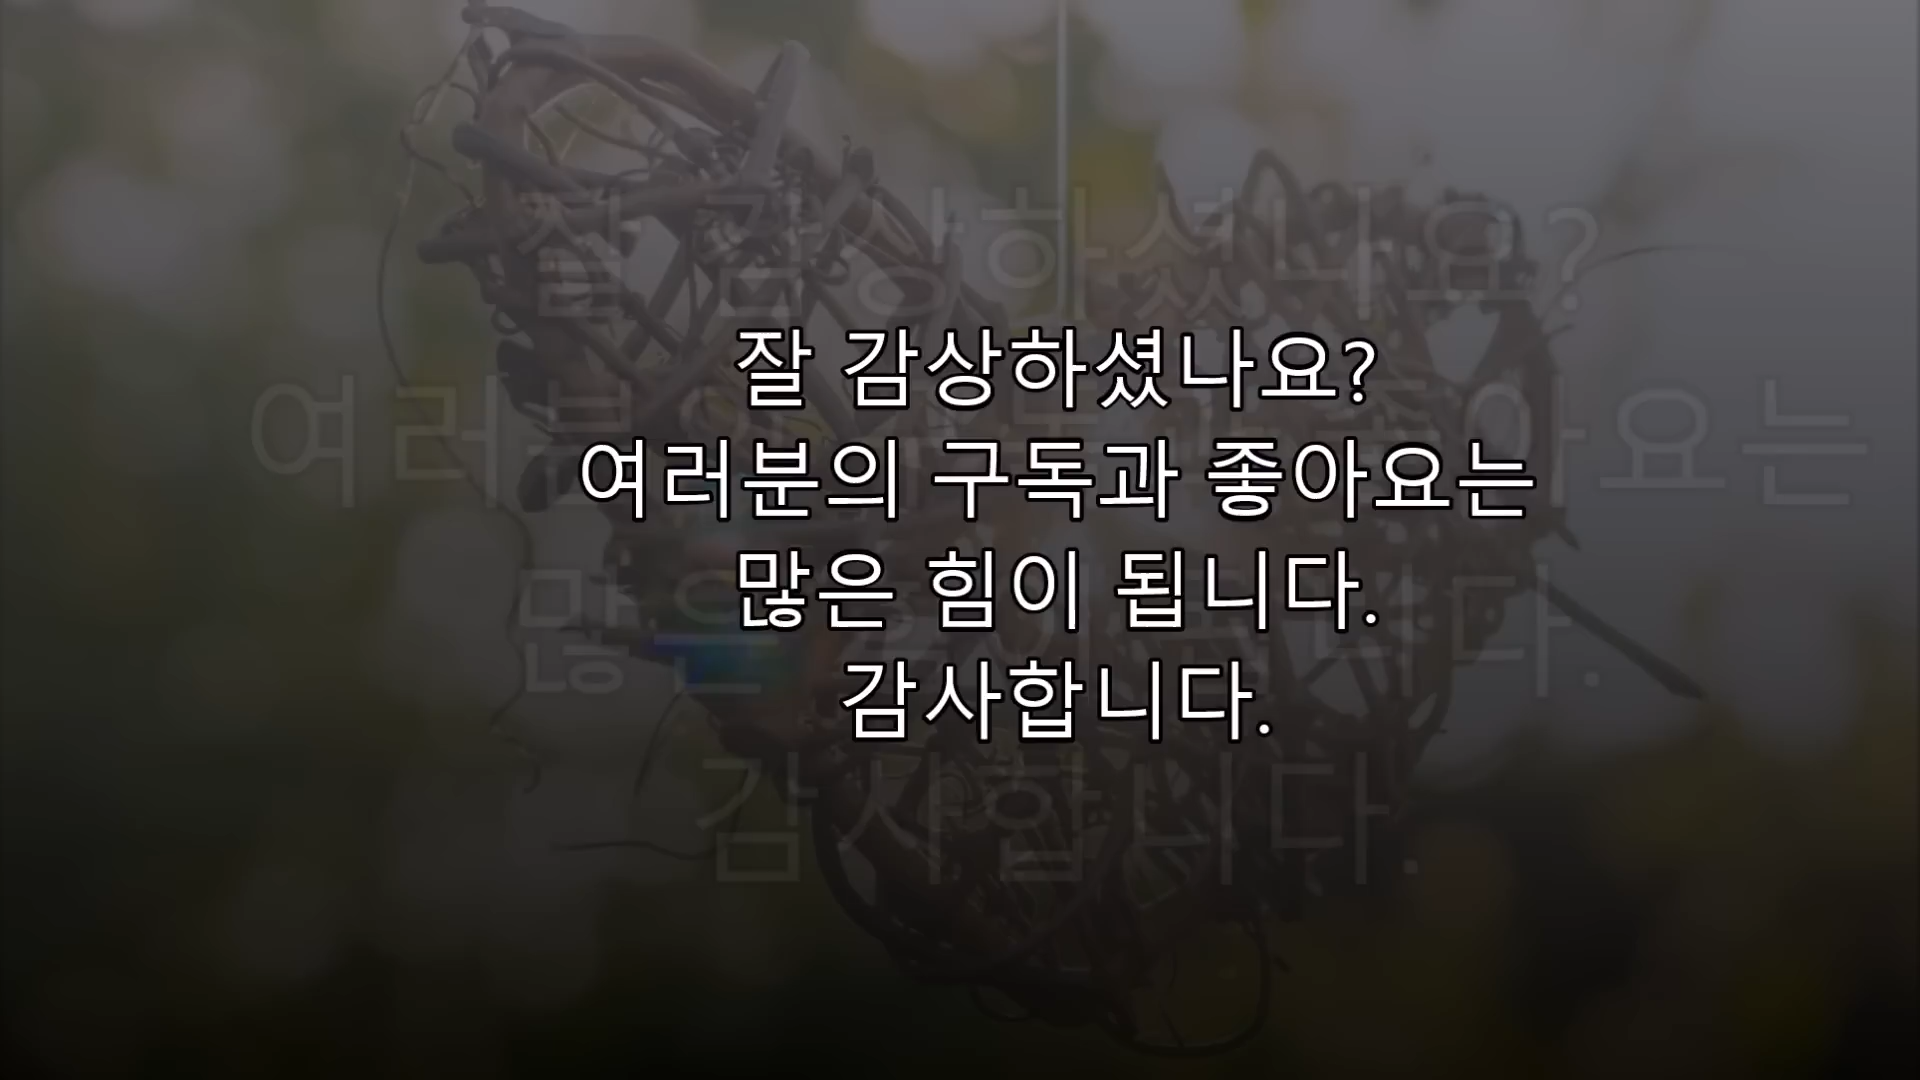 잘 감상하셨나요?
여러분의 구독과 좋아요는
많은 힘이 됩니다.
감사합니다.